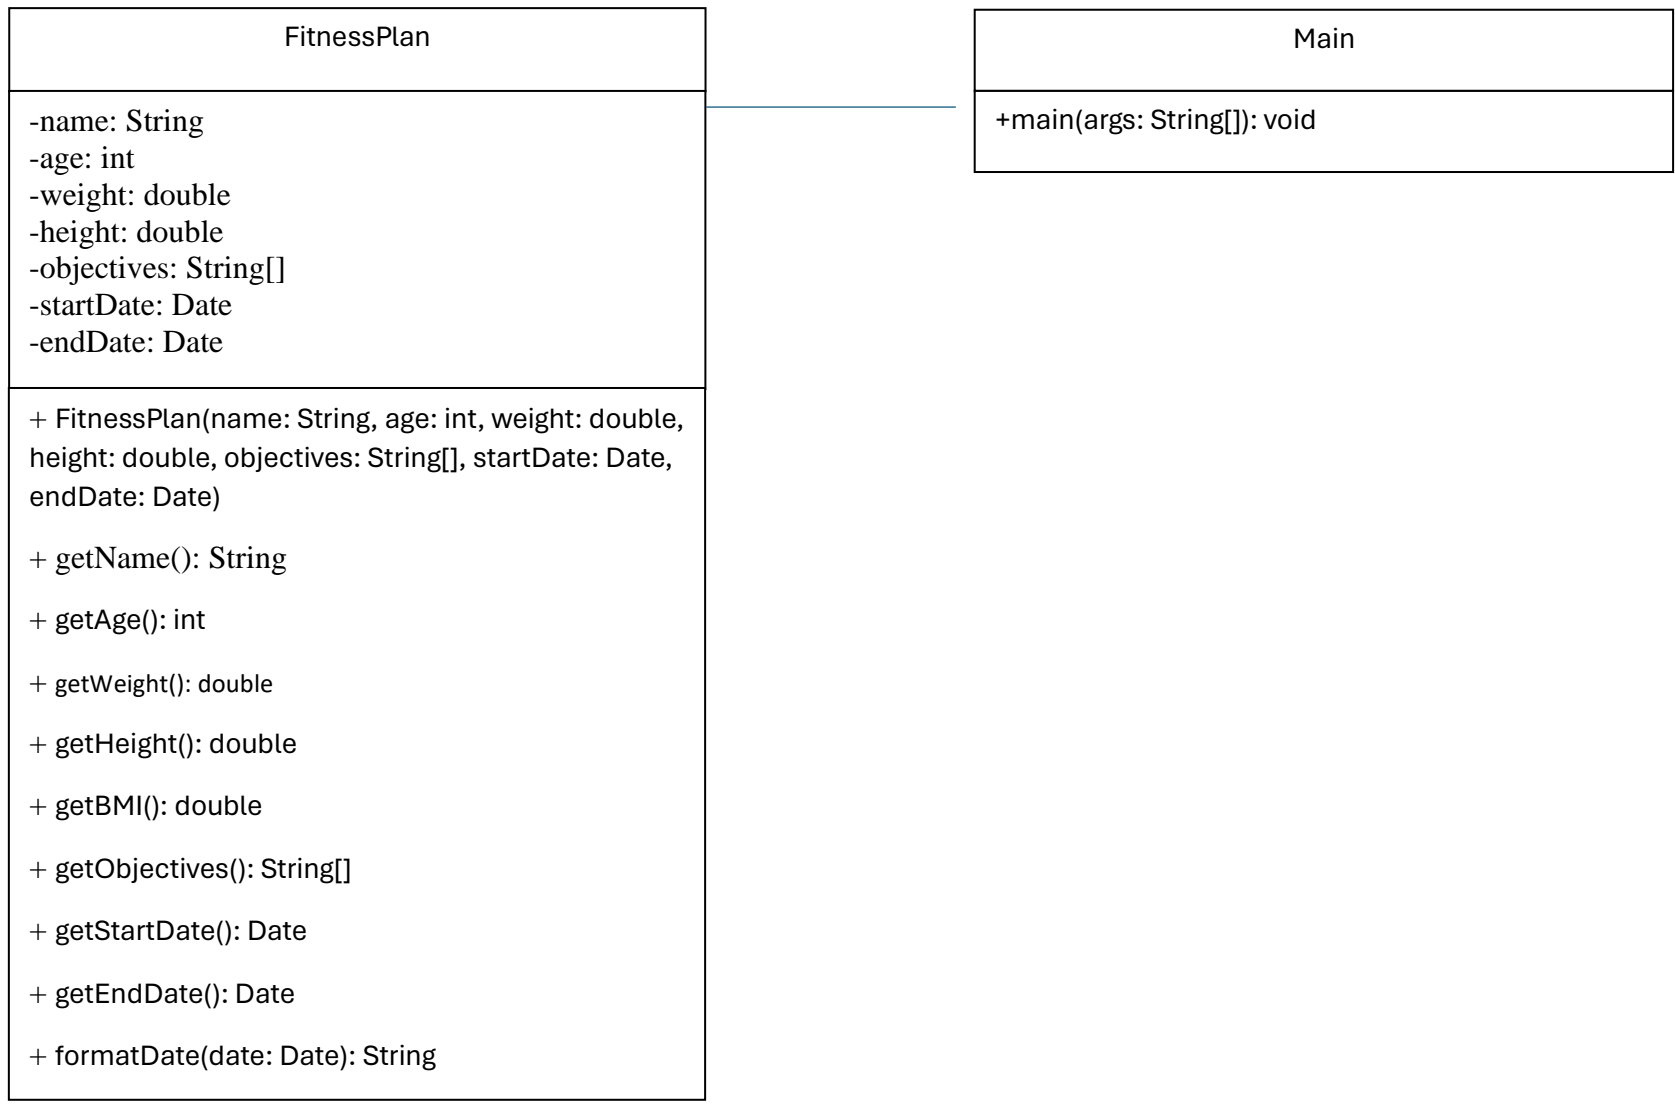 FitnessPlan
-name: String
-age: int
-weight: double
-height: double
-objectives: String[]
-startDate: Date
-endDate: Date
+ FitnessPlan(name: String, age: int, weight: double,
height: double, objectives: String[], startDate: Date,
endDate: Date)
+ getName(): String
+ getAge(): int
+ getWeight(): double
+ getHeight(): double
+ getBMI(): double
+ getObjectives(): String[]
+ getStartDate(): Date
+ getEndDate(): Date
+ formatDate(date: Date): String
Main
+main(args: String[]): void